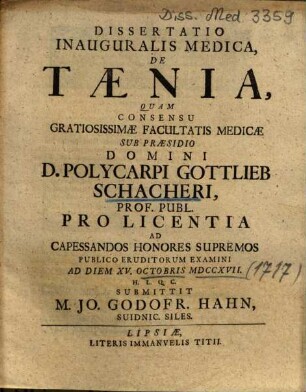 Diss. Med 3359
DISSERTATIO
INAUGURALIS MEDICA,
DE
TÆNIA,
QUAM
CONSENSU
GRATIOSISSIMÆ FACULTATIS MEDICÆ
SUB PRÆSIDIO
DOMINI
D. POLYCARPI GOTTLIEB
SCHACHERI,
PROF. PUBL.
PRO LICENTIA
AD
CAPESSANDOS HONORES SUPREMOS
PUBLICO ERUDITORUM EXAMINI
AD DIEM XV. OCTOBRIS MDCCXVII. (1717)
H. L. Q. C.
SUBMITTIT
M. JO. GODOFR. HAHN,
SUIDNIC. SILES.
LIPSIÆ,
LITERIS IMMANVELIS TITII.